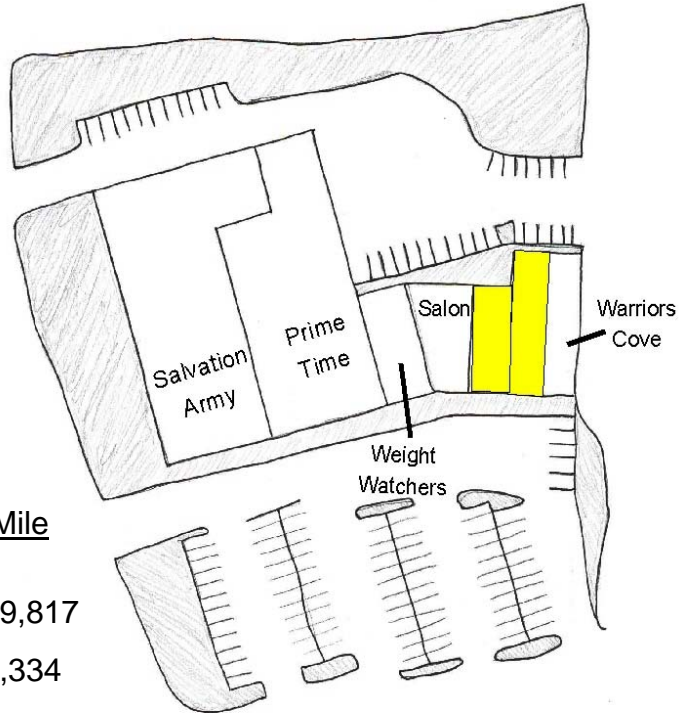 Salon
Warriors
Cove
Prime
Time
Salvation
Army
Weight
Watchers
Mile
9,817
,334